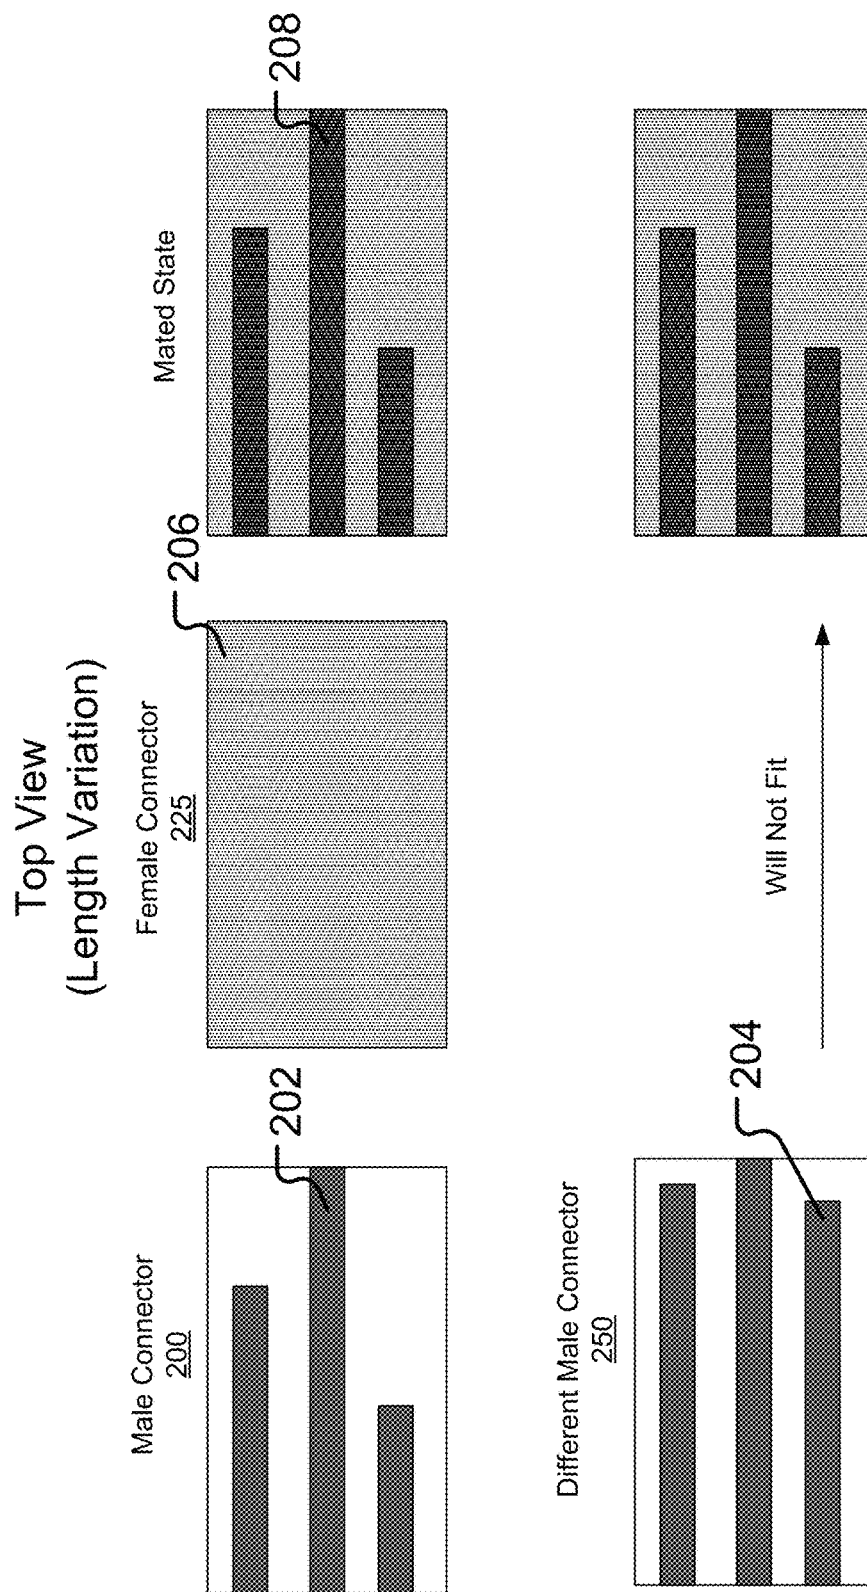 Top View
(Length Variation)
Male Connector
200
Female Connector
225
Mated State
202
206
208
Different Male Connector
250
204
Will Not Fit